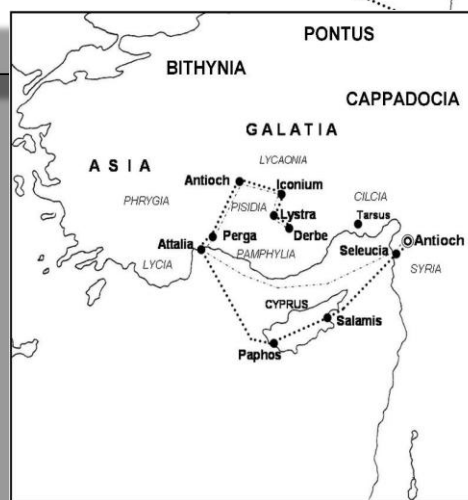 PONTUS
BITHYNIA
CAPPADOCIA
GALATIA
LYCAONIA
ASIA
Antioch
Iconium
PHRYGIA
PISIDIA
CILCIA
Lystra
Tarsus
Perga
Derbe
Antioch
Attalia
PAMPHYLIA
Seleucia
LYCIA
SYRIA
CYPRUS
Salamis
Paphos